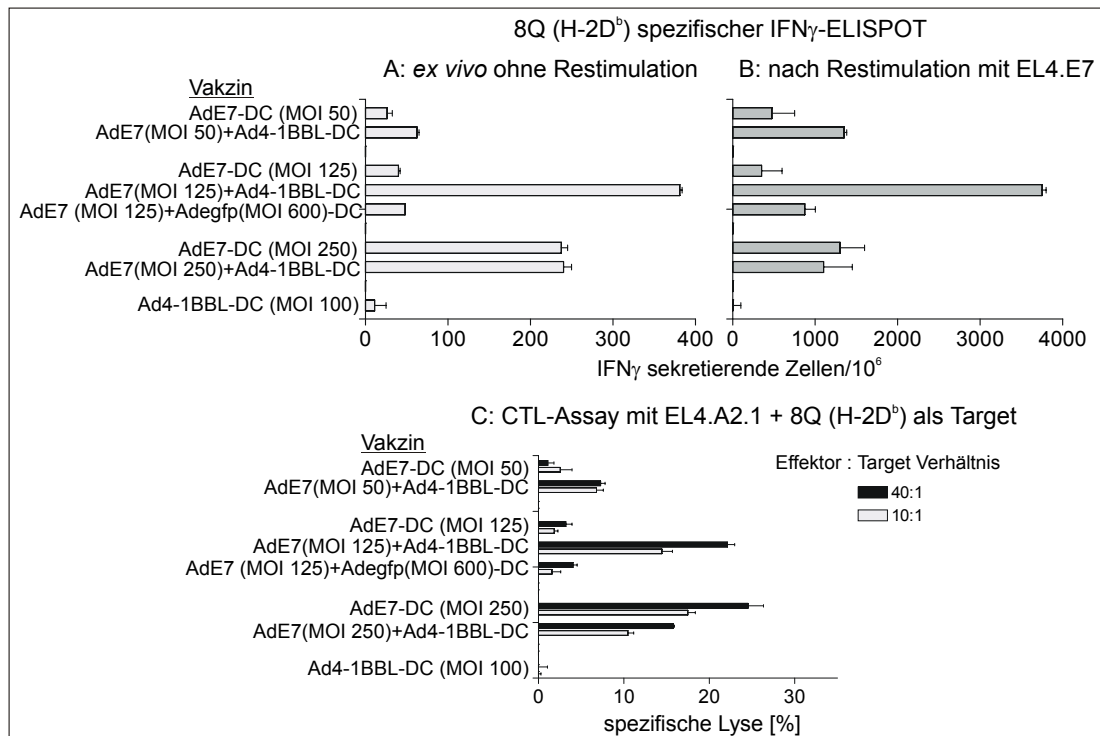 8Q (H-2Dᵇ) spezifischer IFNγ-ELISPOT
A: ex vivo ohne Restimulation
B: nach Restimulation mit EL4.E7
Vakzin
AdE7-DC (MOI 50)
AdE7(MOI 50)+Ad4-1BBL-DC
AdE7-DC (MOI 125)
AdE7(MOI 125)+Ad4-1BBL-DC
AdE7 (MOI 125)+Adegfp(MOI 600)-DC
AdE7-DC (MOI 250)
AdE7(MOI 250)+Ad4-1BBL-DC
Ad4-1BBL-DC (MOI 100)
0 100 200 300 400
0 1000 2000 3000 4000
IFNγ sekretierende Zellen/10⁶
C: CTL-Assay mit EL4.A2.1 + 8Q (H-2Dᵇ) als Target
Vakzin
Effektor : Target Verhältnis
40:1
10:1
AdE7-DC (MOI 50)
AdE7(MOI 50)+Ad4-1BBL-DC
AdE7-DC (MOI 125)
AdE7(MOI 125)+Ad4-1BBL-DC
AdE7 (MOI 125)+Adegfp(MOI 600)-DC
AdE7-DC (MOI 250)
AdE7(MOI 250)+Ad4-1BBL-DC
Ad4-1BBL-DC (MOI 100)
0 10 20 30
spezifische Lyse [%]